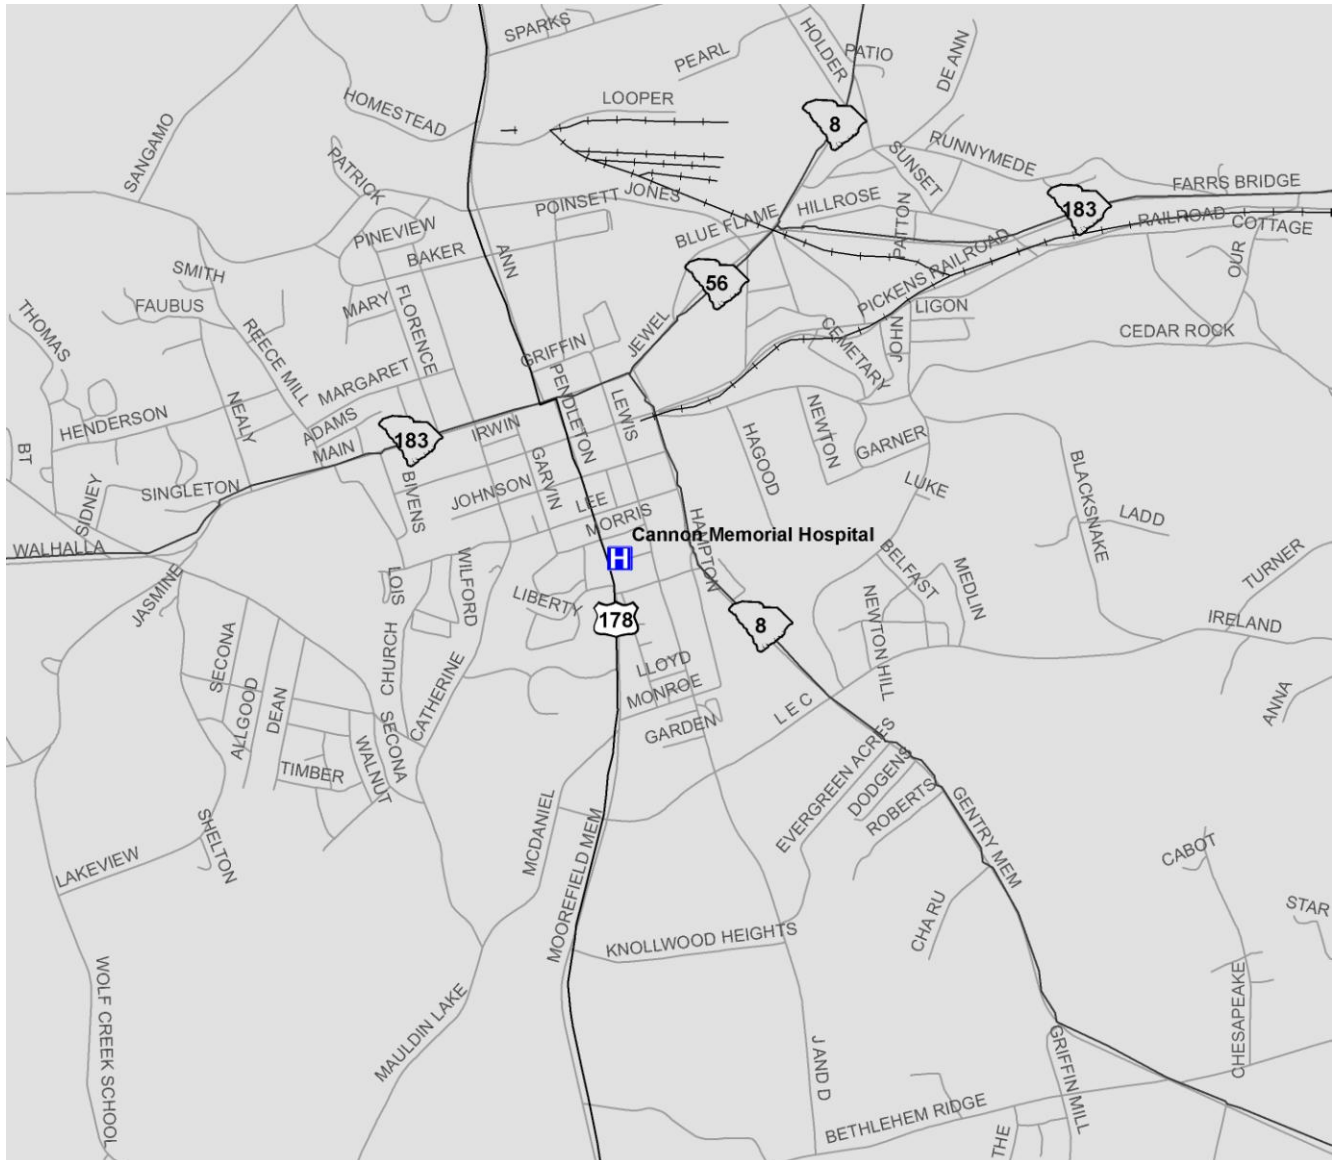 SPARKS
HOLDER
PATIO
PEARL
DE ANN
HOMESTEAD
LOOPER
8
SANGAMO
SUNSET
RUNNYMEDE
PATRICK
FARRS BRIDGE
POINSETT
JONES
HILLROSE
183
RAILROAD
COTTAGE
PINEVIEW
BLUE FLAME
PATTON
BAKER
ANN
PICKENS RAILROAD
OUR
SMITH
56
MARY
FLORENCE
FAUBUS
THOMAS
REECE MILL
JEWEL
CEMETARY
JOHN
LIGON
CEDAR ROCK
GRIFFIN
MARGARET
PENDLETON
LEWIS
NEALY
HENDERSON
ADAMS
MAIN
183
IRWIN
NEWTON
HAGOOD
GARNER
BT
SIDNEY
SINGLETON
BIVENS
JOHNSON
GARVIN
LEE
MORRIS
LUKE
BLACKSNAKE
LADD
WALHALLA
HAMPTON
Cannon Memorial Hospital
H
JASMINE
LOIS
WILFORD
LIBERTY
178
8
BELFAST
MEDLIN
NEWTON HILL
TURNER
IRELAND
SECONA
ALLGOOD
DEAN
CHURCH
SECONA
CATHERINE
LLOYD
MONROE
GARDEN
L E C
ANNA
TIMBER
WALNUT
EVERGREEN ACRES
DODGENS
ROBERTS
GENTRY MEM
SHELTON
MCDANIEL
MOOREFIELD MEM
LAKEVIEW
CABOT
STAR
CHA RU
KNOLLWOOD HEIGHTS
WOLF CREEK SCHOOL
MAULDIN LAKE
J AND D
GRIFFIN MILL
CHESAPEAKE
BETHLEHEM RIDGE
THE